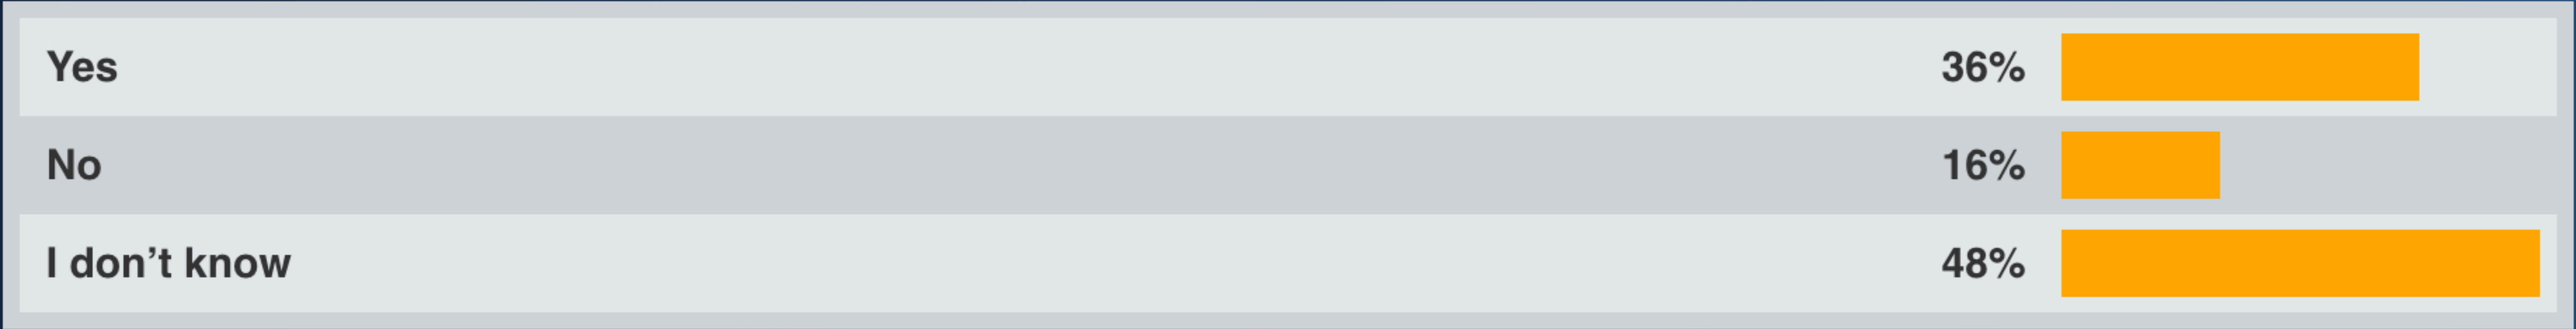 Yes 36%
No 16%
I don’t know 48%